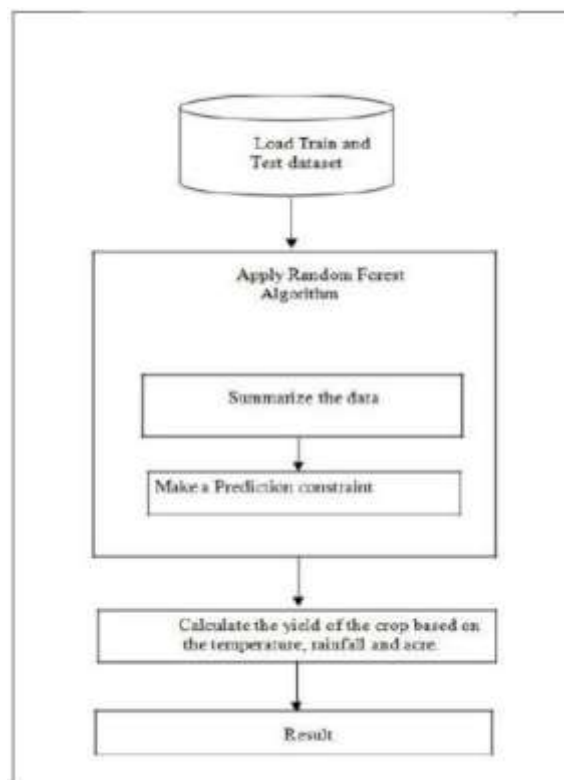 Load Train and
Test dataset
Apply Random Forest
Algorithm
Summarize the data
Make a Prediction constraint
Calculate the yield of the crop based on
the temperature, rainfall and acre.
Result